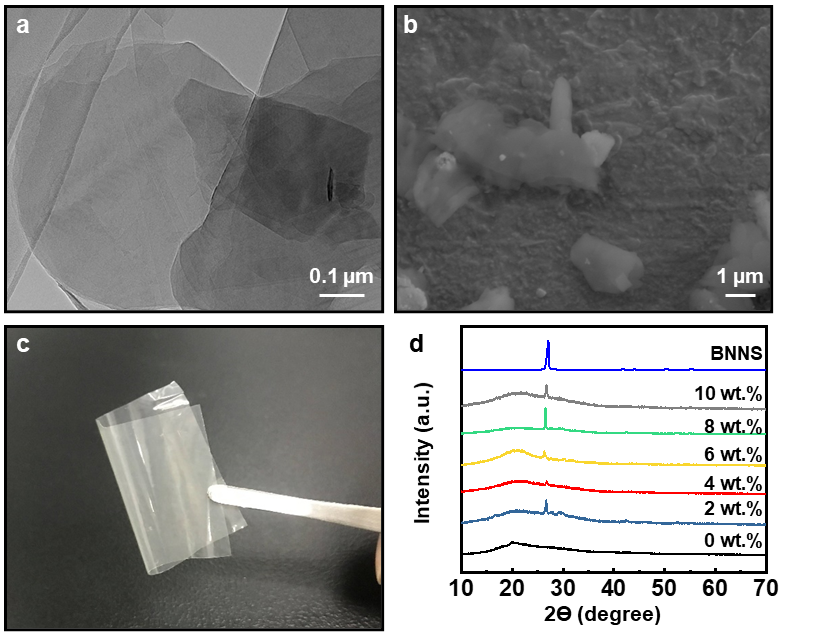 a
0.1 µm
b
1 µm
c
d
Intensity (a.u.)
BNNS
10 wt.%
8 wt.%
6 wt.%
4 wt.%
2 wt.%
0 wt.%
10 20 30 40 50 60 70
2Θ (degree)